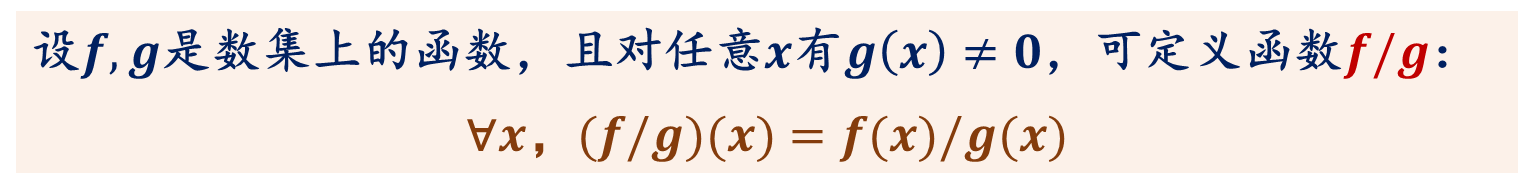 设f,g是数集上的函数，且对任意x有g(x) ≠ 0，可定义函数f/g：
∀x，(f/g)(x) = f(x)/g(x)